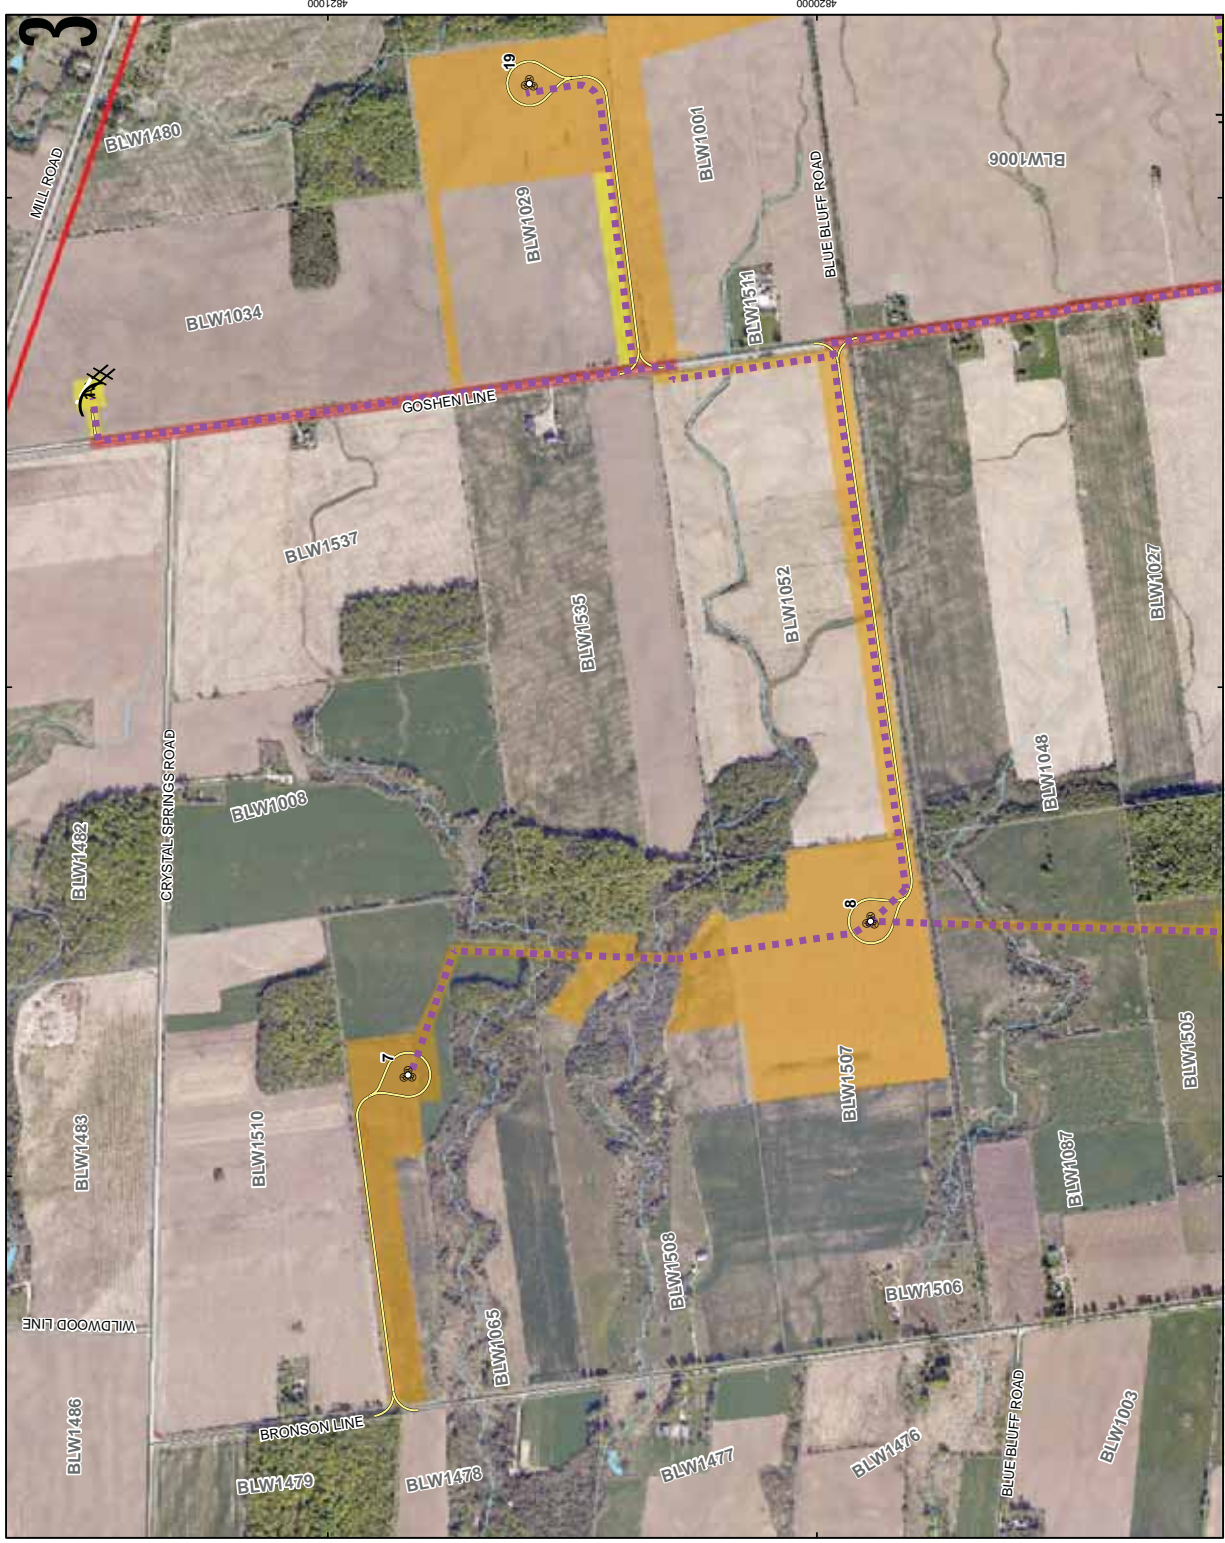 3
4821000
4820000
19
MILL ROAD
BLW1480
BLW1001
BLW1006
BLUE BLUFF ROAD
BLW1029
BLW1034
BLW1511
GOSHEN LINE
BLW1537
BLW1535
BLW1052
BLW1027
BLW1048
CRYSTAL SPRINGS ROAD
BLW1008
BLW1482
8
7
BLW1507
BLW1505
BLW1483
BLW1510
BLW1087
BLW1508
BLW1506
WILDWOOD LINE
BLW1065
BLW1486
BRONSON LINE
BLUE BLUFF ROAD
BLW1003
BLW1479
BLW1478
BLW1477
BLW1476